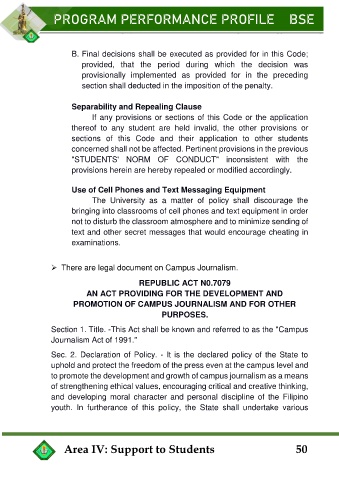 PROGRAM PERFORMANCE PROFILE BSE
B. Final decisions shall be executed as provided for in this Code;
provided, that the period during which the decision was
provisionally implemented as provided for in the preceding
section shall deducted in the imposition of the penalty.
Separability and Repealing Clause
If any provisions or sections of this Code or the application
thereof to any student are held invalid, the other provisions or
sections of this Code and their application to other students
concerned shall not be affected. Pertinent provisions in the previous
"STUDENTS' NORM OF CONDUCT" inconsistent with the
provisions herein are hereby repealed or modified accordingly.
Use of Cell Phones and Text Messaging Equipment
The University as a matter of policy shall discourage the
bringing into classrooms of cell phones and text equipment in order
not to disturb the classroom atmosphere and to minimize sending of
text and other secret messages that would encourage cheating in
examinations.
➢ There are legal document on Campus Journalism.
REPUBLIC ACT N0.7079
AN ACT PROVIDING FOR THE DEVELOPMENT AND
PROMOTION OF CAMPUS JOURNALISM AND FOR OTHER
PURPOSES.
Section 1. Title. -This Act shall be known and referred to as the "Campus
Journalism Act of 1991."
Sec. 2. Declaration of Policy. - It is the declared policy of the State to
uphold and protect the freedom of the press even at the campus level and
to promote the development and growth of campus journalism as a means
of strengthening ethical values, encouraging critical and creative thinking,
and developing moral character and personal discipline of the Filipino
youth. In furtherance of this policy, the State shall undertake various
Area IV: Support to Students 50